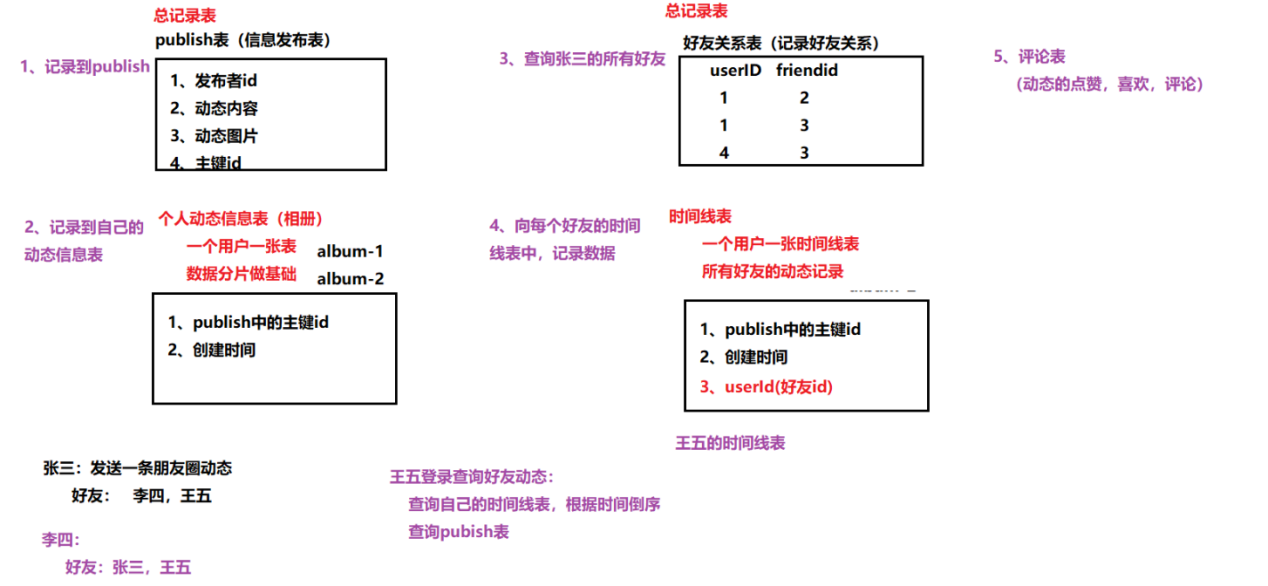 总记录表
publish表（信息发布表）
1、记录到publish
1、发布者id
2、动态内容
3、动态图片
4、主键id
总记录表
好友关系表（记录好友关系）
3、查询张三的所有好友
userID friendid
1 2
1 3
4 3
5、评论表
（动态的点赞，喜欢，评论）
2、记录到自己的
动态信息表
个人动态信息表（相册）
一个用户一张表
数据分片做基础
album-1
album-2
1、publish中的主键id
2、创建时间
4、向每个好友的时间
线表中，记录数据
时间线表
一个用户一张时间线表
所有好友的动态记录
1、publish中的主键id
2、创建时间
3、userId(好友id)
王五的时间线表
张三：发送一条朋友圈动态
好友： 李四，王五
李四：
好友：张三，王五
王五登录查询好友动态：
查询自己的时间线表，根据时间倒序
查询pubish表